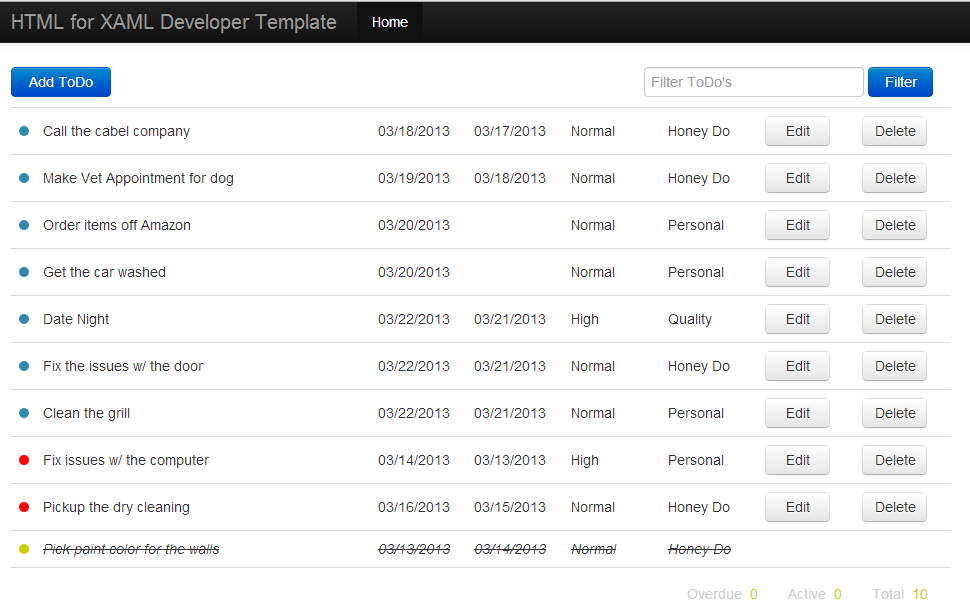 HTML for XAML Developer Template Home
Add ToDo Filter ToDo's Filter
Call the cabel company 03/18/2013 03/17/2013 Normal Honey Do Edit Delete
Make Vet Appointment for dog 03/19/2013 03/18/2013 Normal Honey Do Edit Delete
Order items off Amazon 03/20/2013 Normal Personal Edit Delete
Get the car washed 03/20/2013 Normal Personal Edit Delete
Date Night 03/22/2013 03/21/2013 High Quality Edit Delete
Fix the issues w/ the door 03/22/2013 03/21/2013 Normal Honey Do Edit Delete
Clean the grill 03/22/2013 03/21/2013 Normal Personal Edit Delete
Fix issues w/ the computer 03/14/2013 03/13/2013 High Personal Edit Delete
Pickup the dry cleaning 03/16/2013 03/15/2013 Normal Honey Do Edit Delete
Pick paint color for the walls 03/13/2013 03/14/2013 Normal Honey Do
Overdue 0 Active 0 Total 10